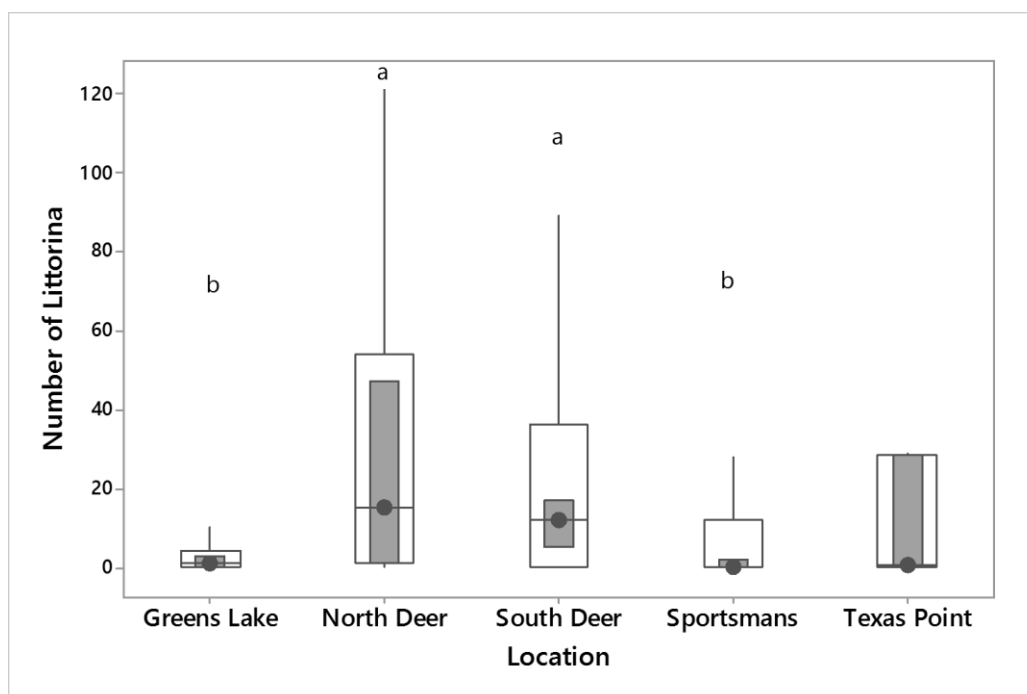 a
120
a
100
80
b
b
60
40
20
0
Number of Littorina
Greens Lake North Deer South Deer Sportsmans Texas Point
Location